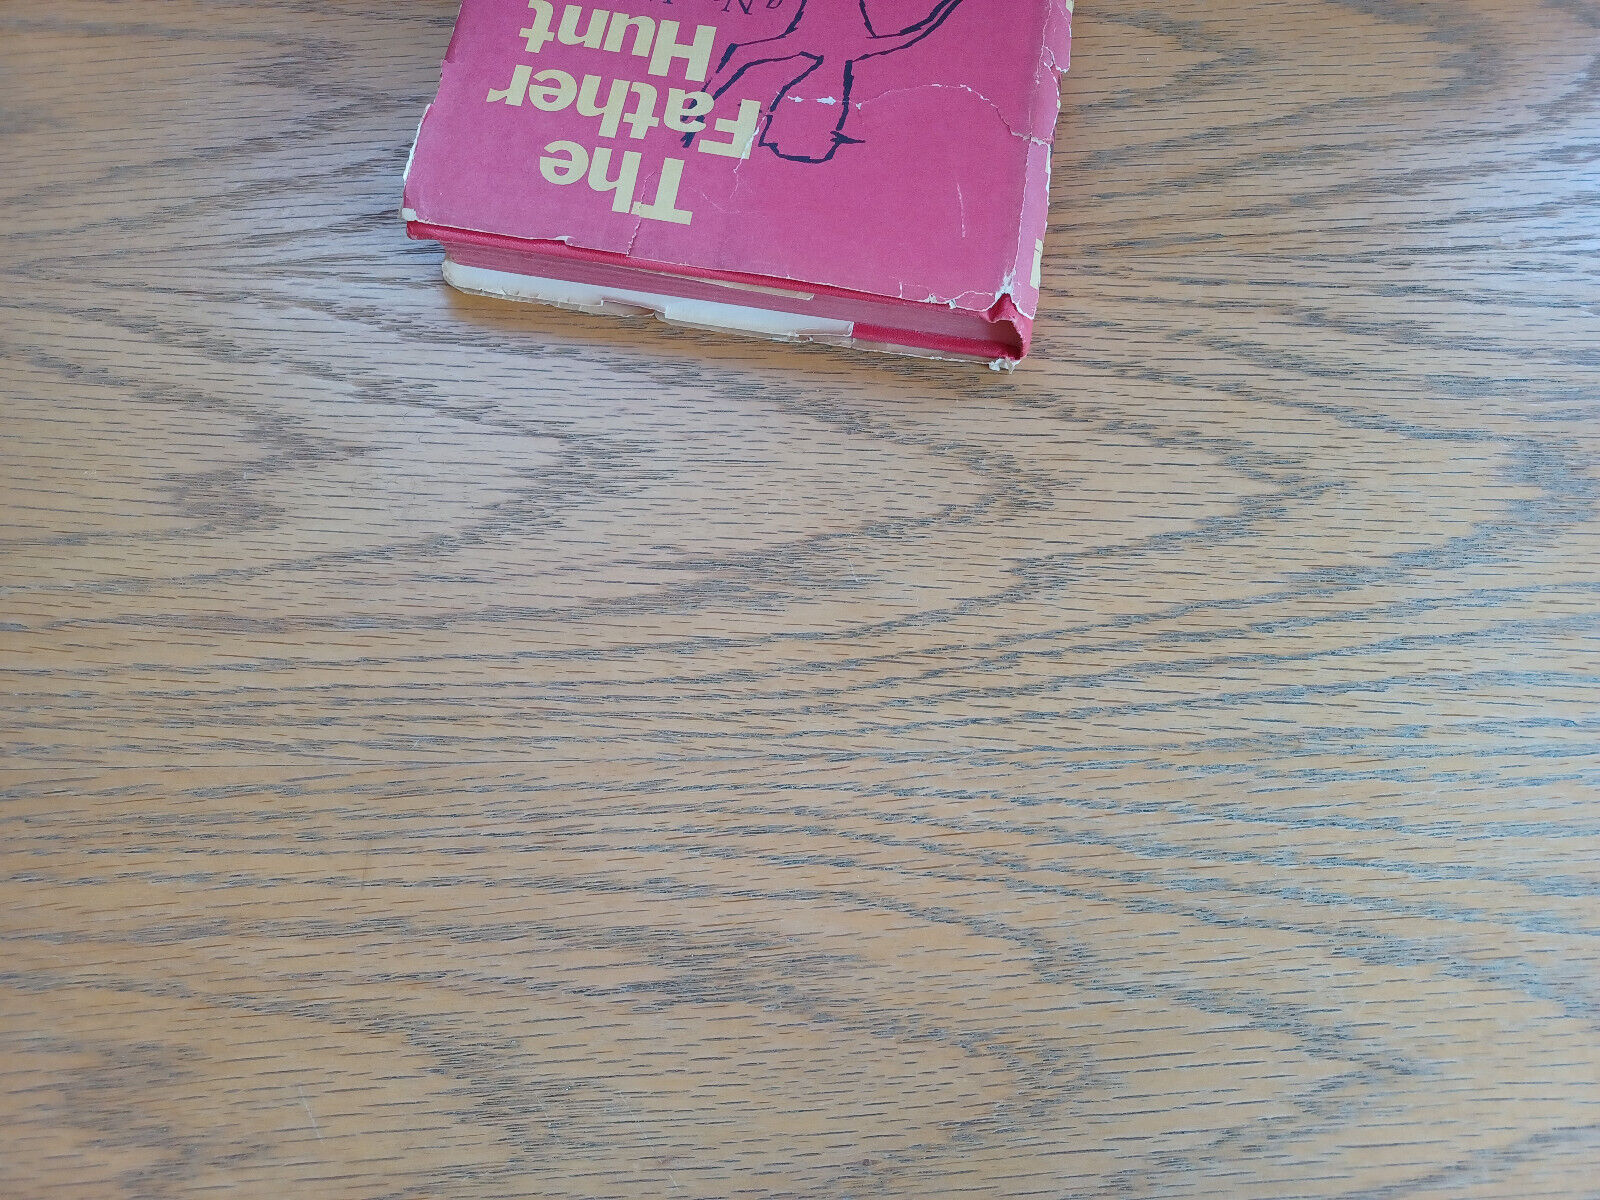 The
Father
Hunt
a N